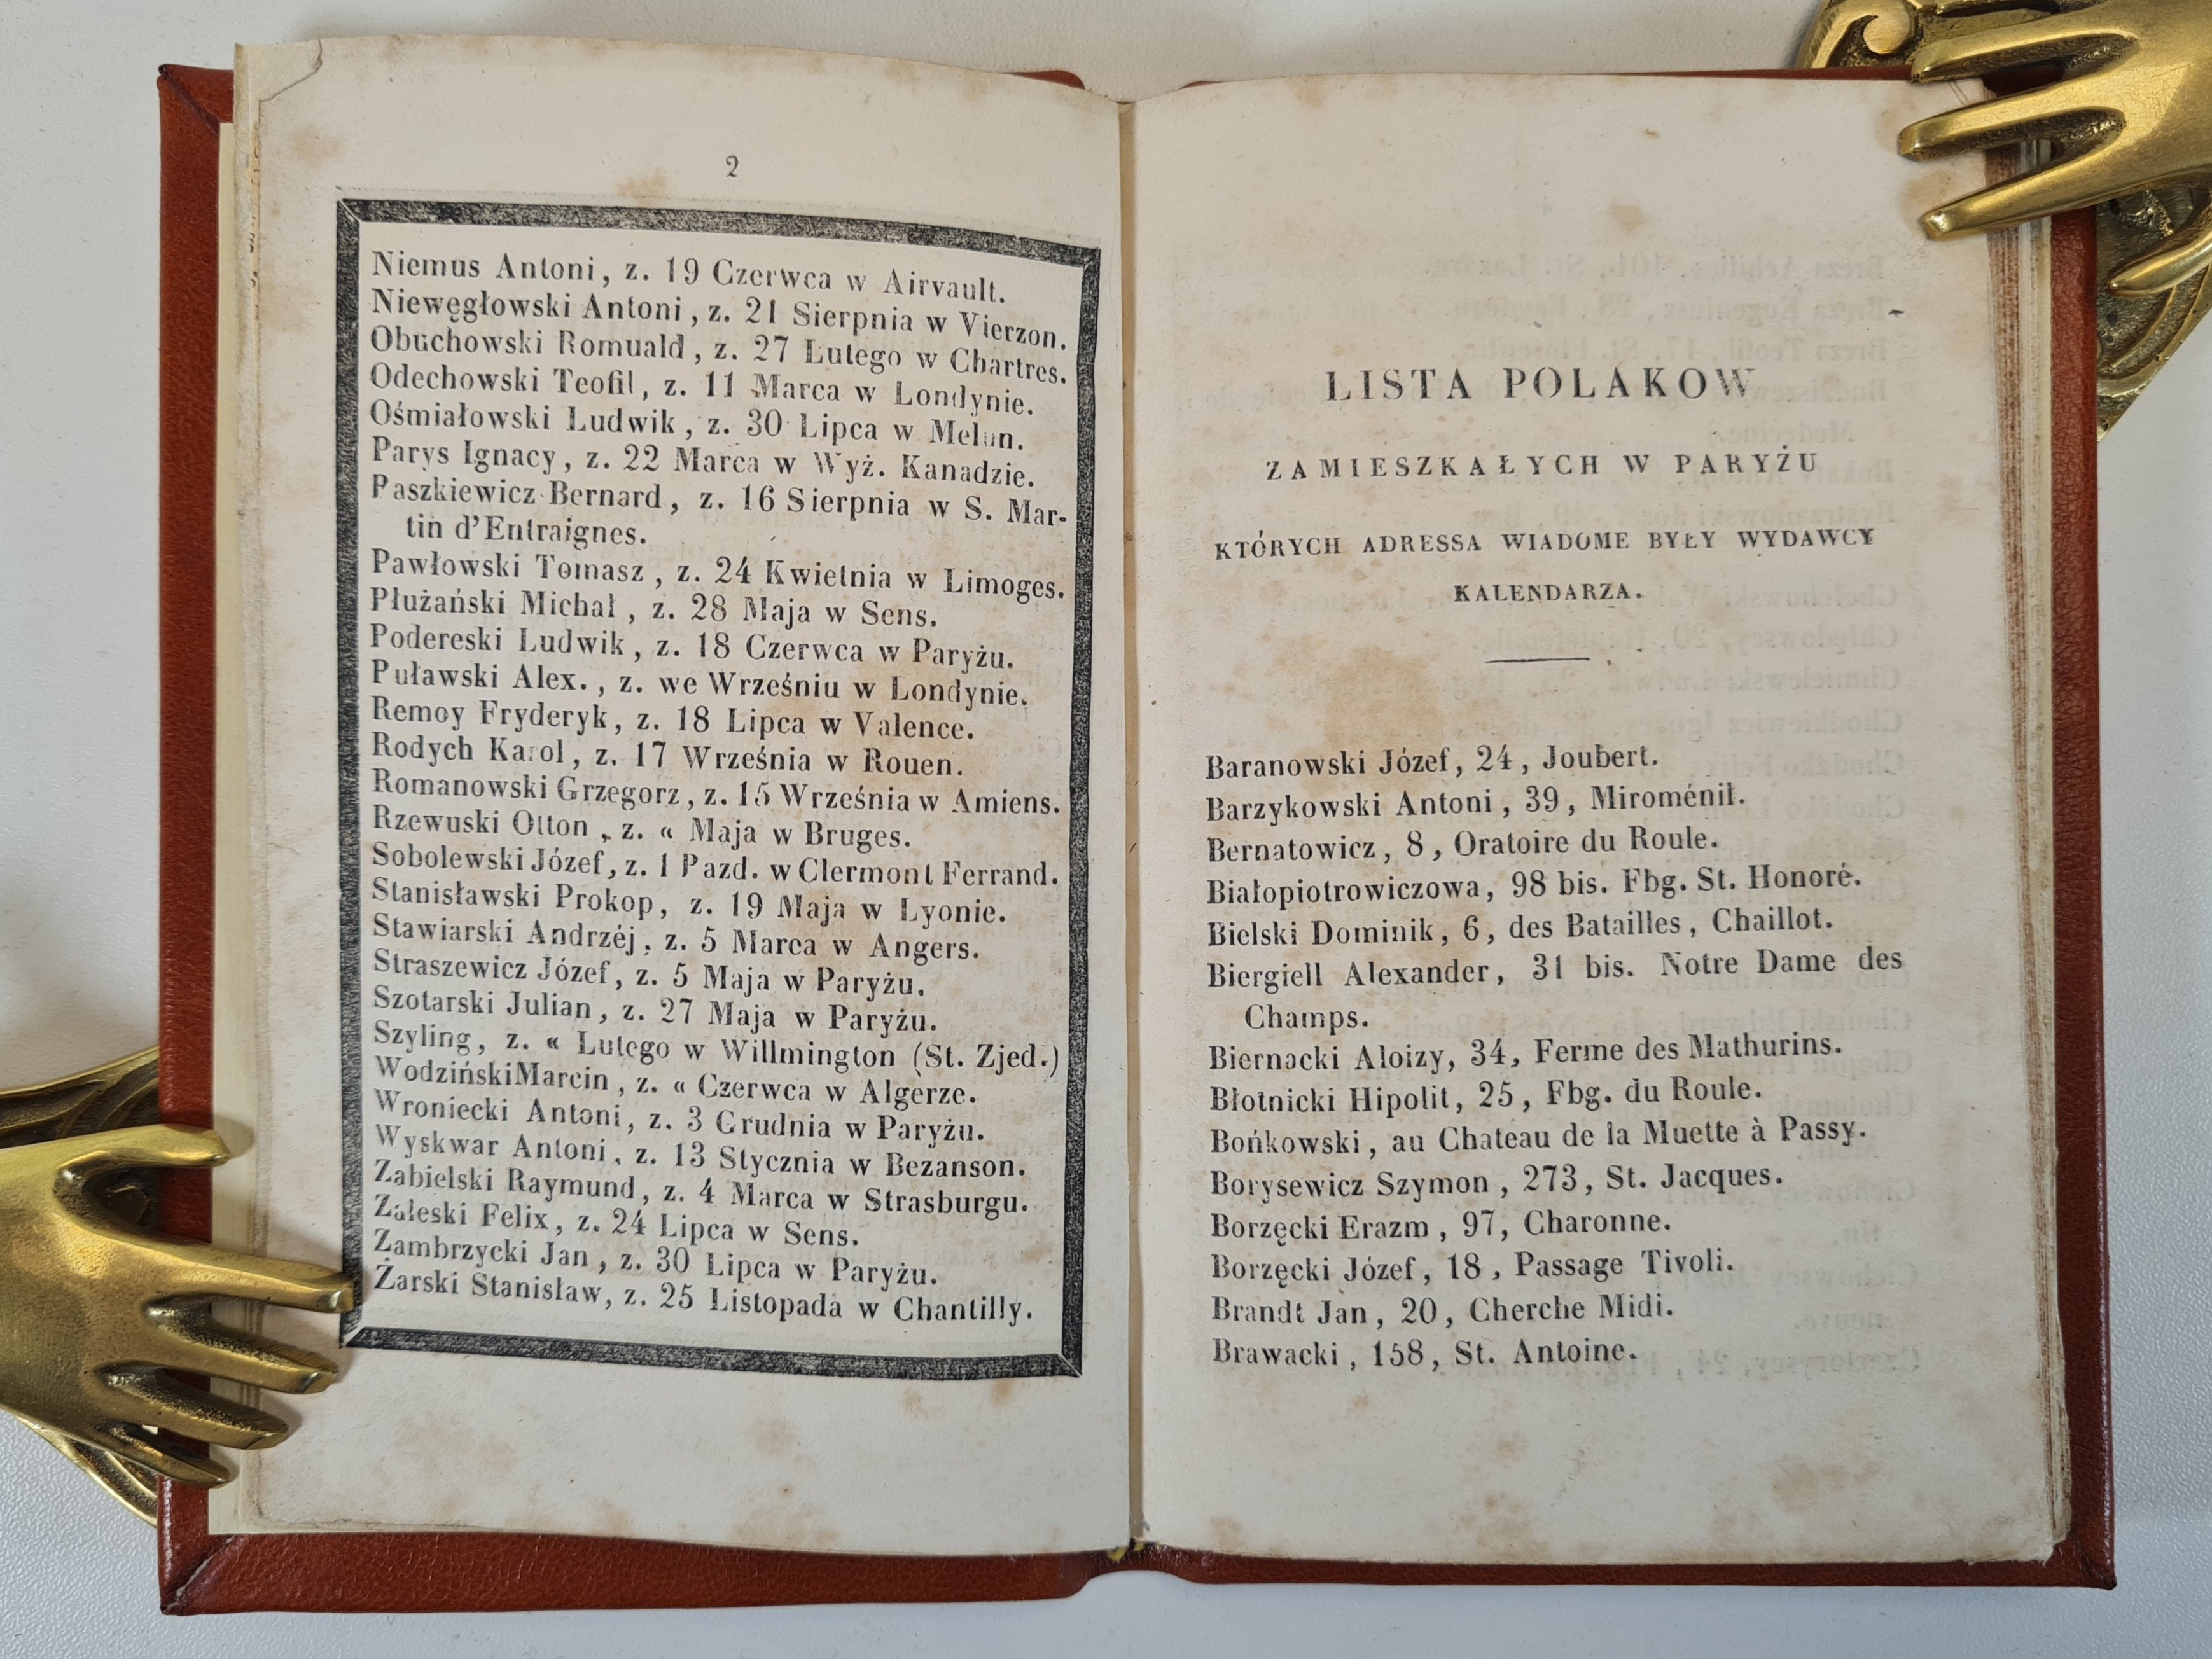 2
Niemus Antoni, z. 19 Czerwca w Airvault.
Niewęgłowski Antoni, z. 21 Sierpnia w Vierzon.
Obuchowski Romuald, z. 27 Lutego w Chartres.
Odechowski Teofil, z. 11 Marca w Londynie.
Ośmiałowski Ludwik, z. 30 Lipca w Melun.
Parys Ignacy, z. 22 Marca w Wyż. Kanadzie.
Paszkiewicz Bernard, z. 16 Sierpnia w S. Mar-
tin d'Entraignes.
Pawłowski Tomasz, z. 24 Kwietnia w Limoges.
Płużański Michał, z. 28 Maja w Sens.
Podereski Ludwik, z. 18 Czerwca w Paryżu.
Puławski Alex., z. we Wrześniu w Londynie.
Remoy Fryderyk, z. 18 Lipca w Valence.
Rodych Karol, z. 17 Września w Rouen.
Romanowski Grzegorz, z. 15 Września w Amiens.
Rzewuski Otton, z. « Maja w Bruges.
Sobolewski Józef, z. 1 Pazd. w Clermont Ferrand.
Stanisławski Prokop, z. 19 Maja w Lyonie.
Stawiarski Andrzéj, z. 5 Marca w Angers.
Straszewicz Józef, z. 5 Maja w Paryżu.
Szotarski Julian, z. 27 Maja w Paryżu.
Szyling, z. « Lutego w Willmington (St. Zjed.)
WodzińskiMarcin, z. « Czerwca w Algerze.
Wroniecki Antoni, z. 3 Grudnia w Paryżu.
Wyskwar Antoni, z. 13 Stycznia w Bezanson.
Zabielski Raymund, z. 4 Marca w Strasburgu.
Zaleski Felix, z. 24 Lipca w Sens.
Zambrzycki Jan, z. 30 Lipca w Paryżu.
Żarski Stanisław, z. 25 Listopada w Chantilly.
LISTA POLAKOW
ZAMIESZKAŁYCH W PARYŻU
KTÓRYCH ADRESSA WIADOME BYŁY WYDAWCY
KALENDARZA.
Baranowski Józef, 24, Joubert.
Barzykowski Antoni, 39, Miroménil.
Bernatowicz, 8, Oratoire du Roule.
Białopiotrowiczowa, 98 bis. Fbg. St. Honoré.
Bielski Dominik, 6, des Batailles, Chaillot.
Biergiell Alexander, 31 bis. Notre Dame des
Champs.
Biernacki Aloizy, 34, Ferme des Mathurins.
Błotnicki Hipolit, 25, Fbg. du Roule.
Bońkowski, au Chateau de la Muette à Passy.
Borysewicz Szymon, 273, St. Jacques.
Borzęcki Erazm, 97, Charonne.
Borzęcki Józef, 18, Passage Tivoli.
Brandt Jan, 20, Cherche Midi.
Brawacki, 158, St. Antoine.